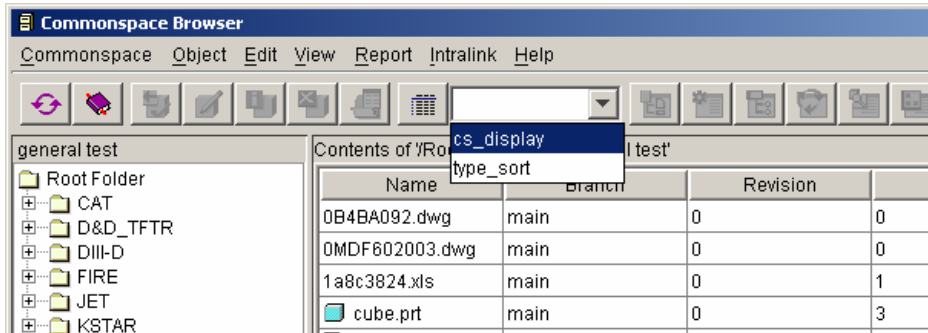 Commonspace Browser
Commonspace Object Edit View Report Intralink Help
cs_display
type_sort
general test
Contents of '/Ro l test'
Root Folder
CAT
D&D_TFTR
DIII-D
FIRE
JET
KSTAR
Name Branch Revision
0B4BA092.dwg main 0 0
0MDF602003.dwg main 0 0
1a8c3824.xls main 0 1
cube.prt main 0 3